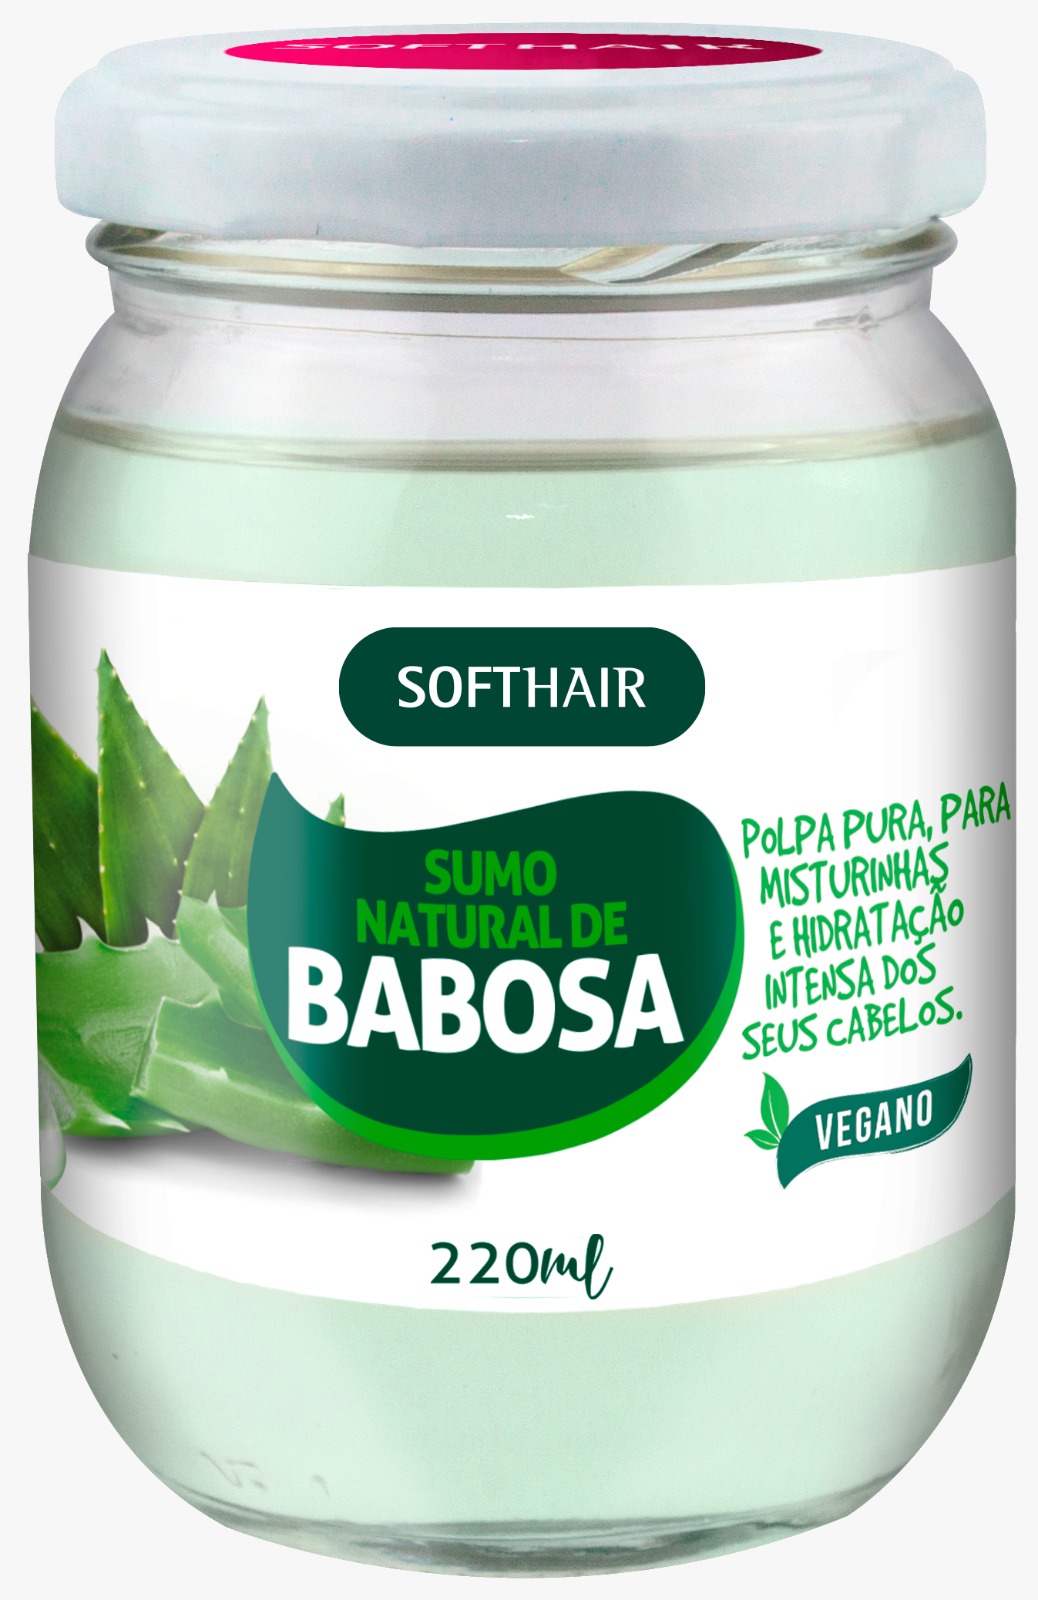 SOFTHAIR
SOFTHAIR
SUMO
NATURAL DE
BABOSA
POLPA PURA, PARA
MISTURINHAS
E HIDRATAÇÃO
INTENSA DOS
SEUS CABELOS.
VEGANO
220ml